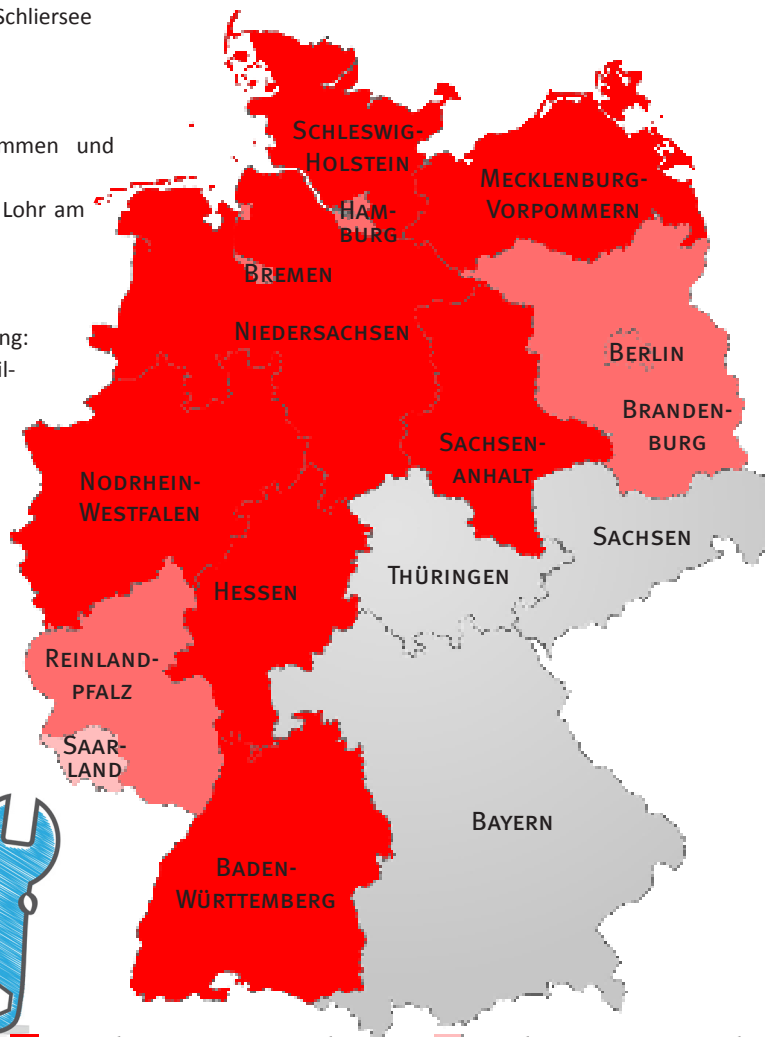 Schliersee
mmen und
Lohr am
ng:
il-
SCHLESWIG-
HOLSTEIN
MECKLENBURG-
VORPOMMERN
HAM-
BURG
BREMEN
NIEDERSACHSEN
BERLIN
BRANDEN-
BURG
SACHSEN-
ANHALT
NODRHEIN-
WESTFALEN
SACHSEN
THÜRINGEN
HESSEN
REINLAND-
PFALZ
SAAR-
LAND
BAYERN
BADEN-
WÜRTTEMBERG